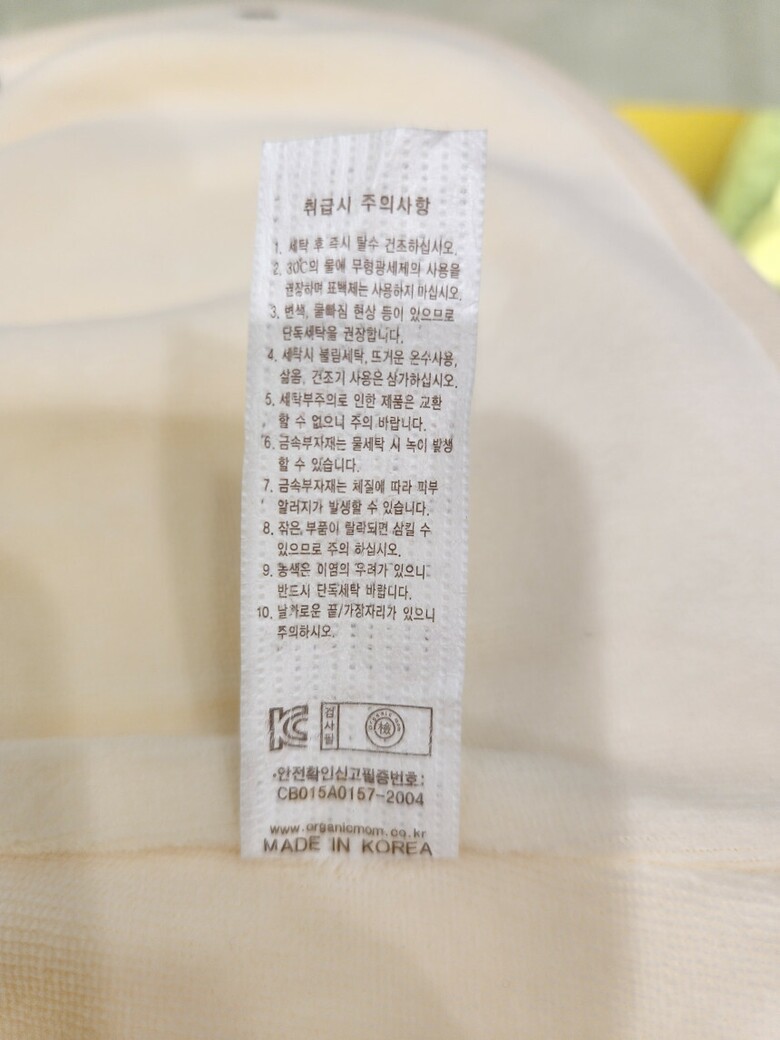 취급시 주의사항
1. 세탁 후 즉시 탈수 건조하십시오.
2. 30℃의 물에 무형광세제의 사용을
권장하며 표백제는 사용하지 마십시오.
3. 변색, 물빠짐 현상 등이 있으므로
단독세탁을 권장합니다.
4. 세탁시 불림세탁, 뜨거운 온수사용,
삶음, 건조기 사용은 삼가하십시오.
5. 세탁부주의로 인한 제품은 교환
할 수 없으니 주의 바랍니다.
6. 금속부자재는 물세탁 시 녹이 발생
할 수 있습니다.
7. 금속부자재는 체질에 따라 피부
알러지가 발생할 수 있습니다.
8. 작은 부품이 탈락되면 삼킬 수
있으므로 주의 하십시오.
9. 농색은 이염의 우려가 있으니
반드시 단독세탁 바랍니다.
10. 날카로운 끝/가장자리가 있으니
주의하시오.
KC 검사필 檢
·안전확인신고필증번호:
CB015A0157-2004
www.organicmom.co.kr
MADE IN KOREA